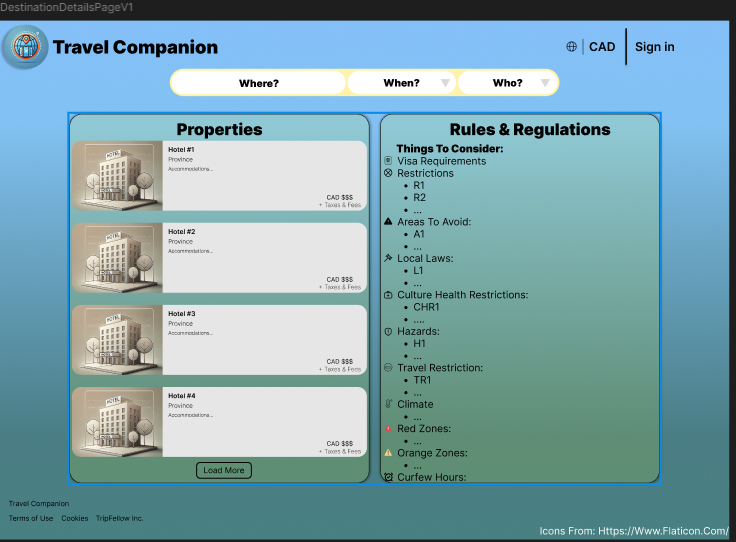 DestinationDetailsPageV1
Travel Companion
CAD
Sign in
Where?
When?
Who?
Properties
HOTEL
Hotel #1
Province
Accommodations...
CAD $$$
+ Taxes & Fees
HOTEL
Hotel #2
Province
Accommodations...
CAD $$$
+ Taxes & Fees
HOTEL
Hotel #3
Province
Accommodations...
CAD $$$
+ Taxes & Fees
HOTEL
Hotel #4
Province
Accommodations...
CAD $$$
+ Taxes & Fees
Load More
Rules & Regulations
Things To Consider:
Visa Requirements
Restrictions
• R1
• R2
• ...
Areas To Avoid:
• A1
• ...
Local Laws:
• L1
• ...
Culture Health Restrictions:
• CHR1
• ....
Hazards:
• H1
• ...
Travel Restriction:
• TR1
• ...
Climate
• ...
Red Zones:
• ...
Orange Zones:
• ...
Curfew Hours:
Travel Companion
Terms of Use Cookies TripFellow Inc.
Icons From: Https://Www.Flaticon.Com/